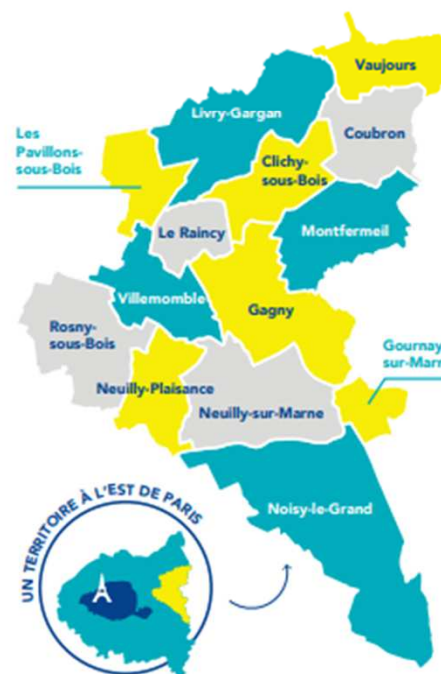 Vaujours
Livry-Gargan
Coubron
Les
Pavillons-
sous-Bois
Clichy-
sous-Bois
Le Raincy
Montfermeil
Villemomble
Gagny
Rosny-
sous-Bois
Gournay
sur-Marn
Neuilly-Plaisance
Neuilly-sur-Marne
Noisy-le-Grand
UN TERRITOIRE À L'EST DE PARIS